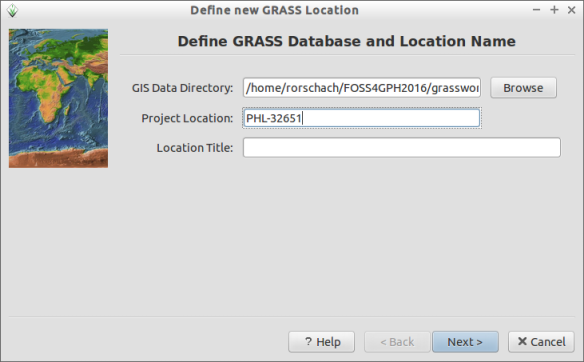 Define new GRASS Location
Define GRASS Database and Location Name
GIS Data Directory: /home/rorschach/FOSS4GPH2016/grasswor Browse
Project Location: PHL-32651
Location Title:
? Help < Back Next > Cancel